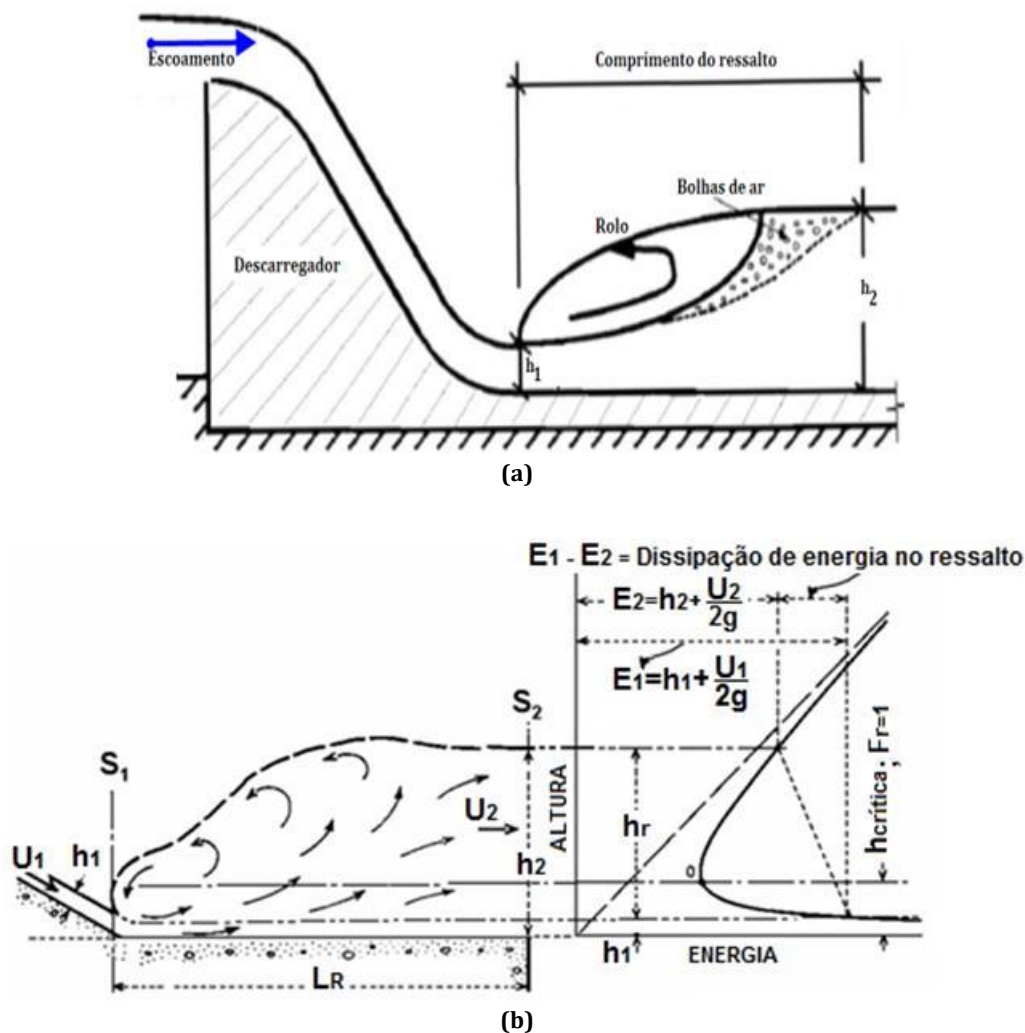 Escoamento
Comprimento do ressalto
Bolhas de ar
Rolo
Descarregador
h2
h1
(a)
E1 - E2 = Dissipação de energia no ressalto
E2=h2+ U2/2g
E1=h1+ U1/2g
S2
S1
ALTURA
hcrítica, Fr=1
hr
U2
h2
U1
h1
o
h1
ENERGIA
LR
(b)